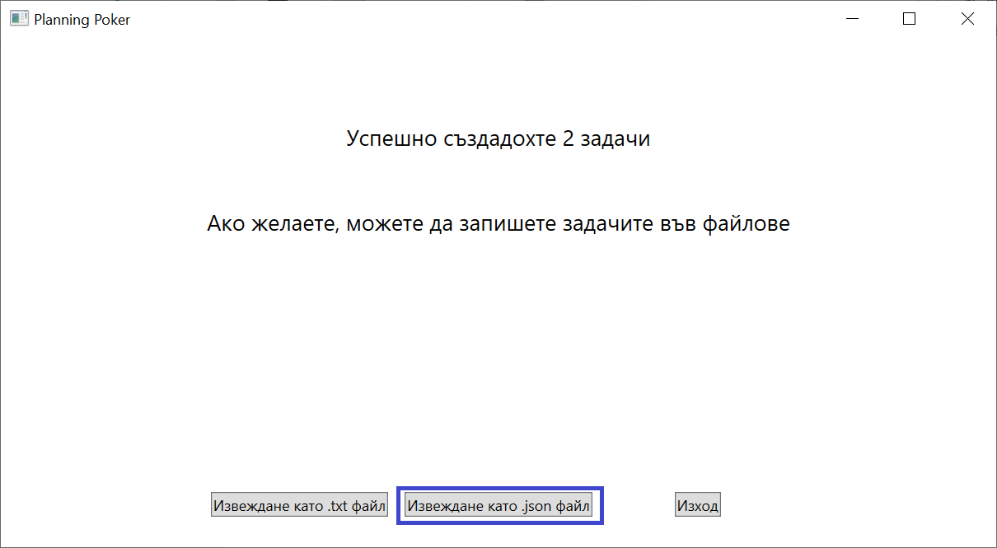 Planning Poker
Успешно създадохте 2 задачи
Ако желаете, можете да запишете задачите във файлове
Извеждане като .txt файл Извеждане като .json файл Изход